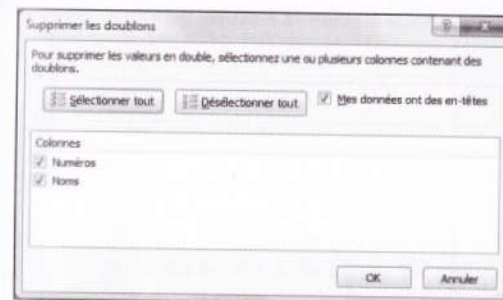 Supprimer les doublons
Pour supprimer les valeurs en double, sélectionnez une ou plusieurs colonnes contenant des
doublons.
Sélectionner tout
Désélectionner tout
Mes données ont des en-têtes
Colonnes
Numéros
Noms
OK
Annuler